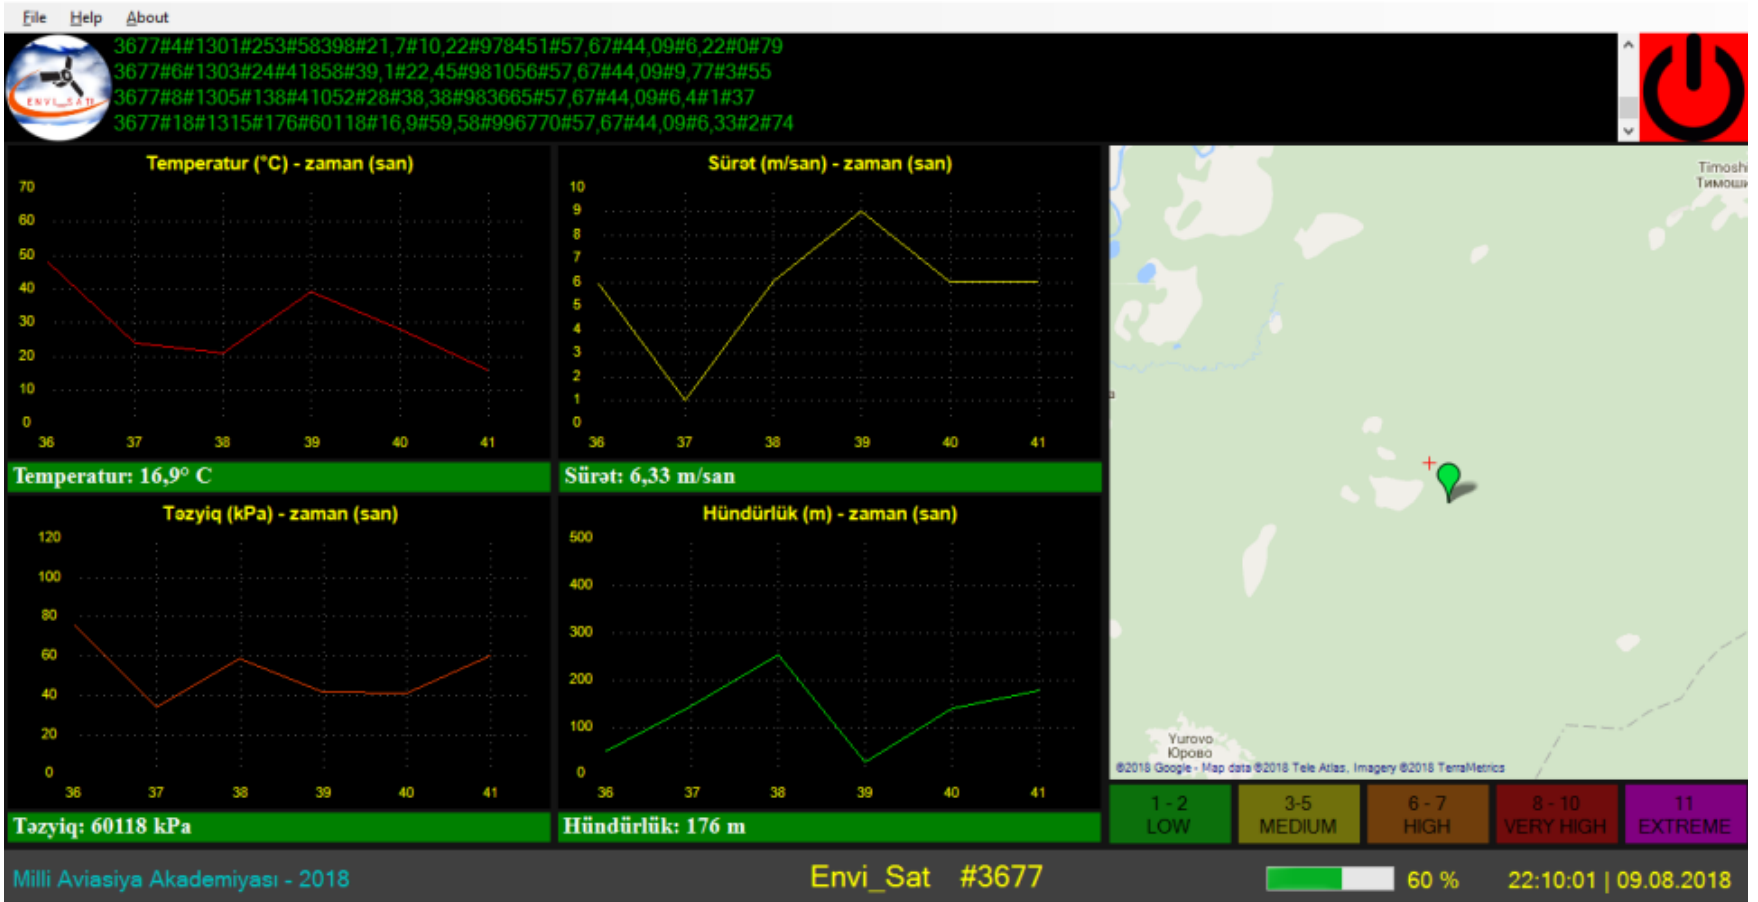 File Help About
3677#4#1301#253#58398#21,7#10,22#978451#57,67#44,09#6,22#0#79
3677#6#1303#24#41858#39,1#22,45#981056#57,67#44,09#9,77#3#55
3677#8#1305#138#41052#28#38,38#983665#57,67#44,09#6,4#1#37
3677#18#1315#176#60118#16,9#59,58#996770#57,67#44,09#6,33#2#74
ENVI_SAT
Temperatur (°C) - zaman (san)
70
60
50
40
30
20
10
0
36 37 38 39 40 41
Temperatur: 16,9° C
Sürət (m/san) - zaman (san)
10
9
8
7
6
5
4
3
2
1
0
36 37 38 39 40 41
Sürət: 6,33 m/san
Təzyiq (kPa) - zaman (san)
120
100
80
60
40
20
0
36 37 38 39 40 41
Təzyiq: 60118 kPa
Hündürlük (m) - zaman (san)
500
400
300
200
100
0
36 37 38 39 40 41
Hündürlük: 176 m
Timosh
Тимоши
Yurovo
Юрово
©2018 Google - Map data ©2018 Tele Atlas, Imagery ©2018 TerraMetrics
1 - 2
LOW
3-5
MEDIUM
6 - 7
HIGH
8 - 10
VERY HIGH
11
EXTREME
Milli Aviasiya Akademiyası - 2018
Envi_Sat #3677
60 %
22:10:01 | 09.08.2018